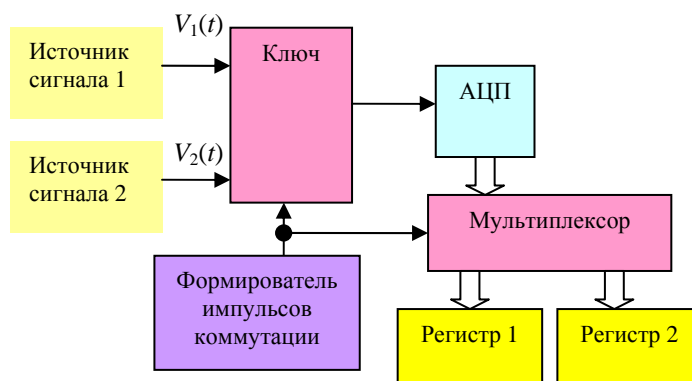 V₁(t)
Источник
сигнала 1
Ключ
АЦП
V₂(t)
Источник
сигнала 2
Мультиплексор
Формирователь
импульсов
коммутации
Регистр 1
Регистр 2